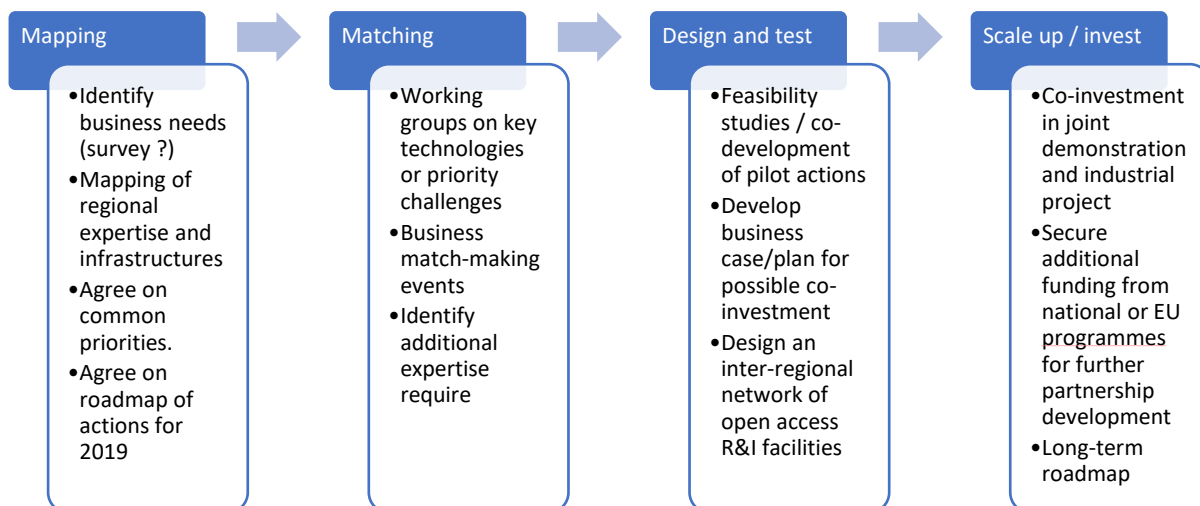 Mapping
•Identify
business needs
(survey ?)
•Mapping of
regional
expertise and
infrastructures
•Agree on
common
priorities.
•Agree on
roadmap of
actions for
2019
Matching
•Working
groups on key
technologies
or priority
challenges
•Business
match-making
events
•Identify
additional
expertise
require
Design and test
•Feasibility
studies / co-
development
of pilot actions
•Develop
business
case/plan for
possible co-
investment
•Design an
inter-regional
network of
open access
R&I facilities
Scale up / invest
•Co-investment
in joint
demonstration
and industrial
project
•Secure
additional
funding from
national or EU
programmes
for further
partnership
development
•Long-term
roadmap